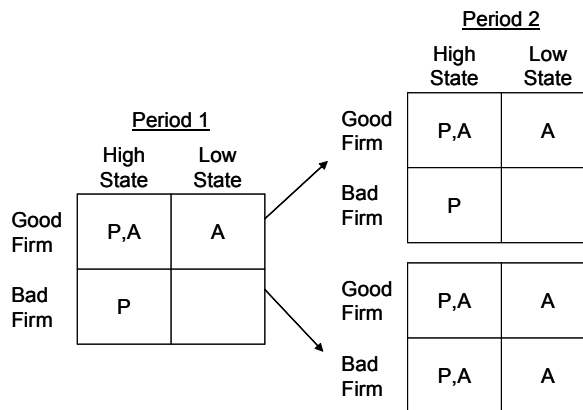 Period 2
High State
Low State
Good Firm
P,A
A
Bad Firm
P
Period 1
High State
Low State
Good Firm
P,A
A
Bad Firm
P
Good Firm
P,A
A
Bad Firm
P,A
A